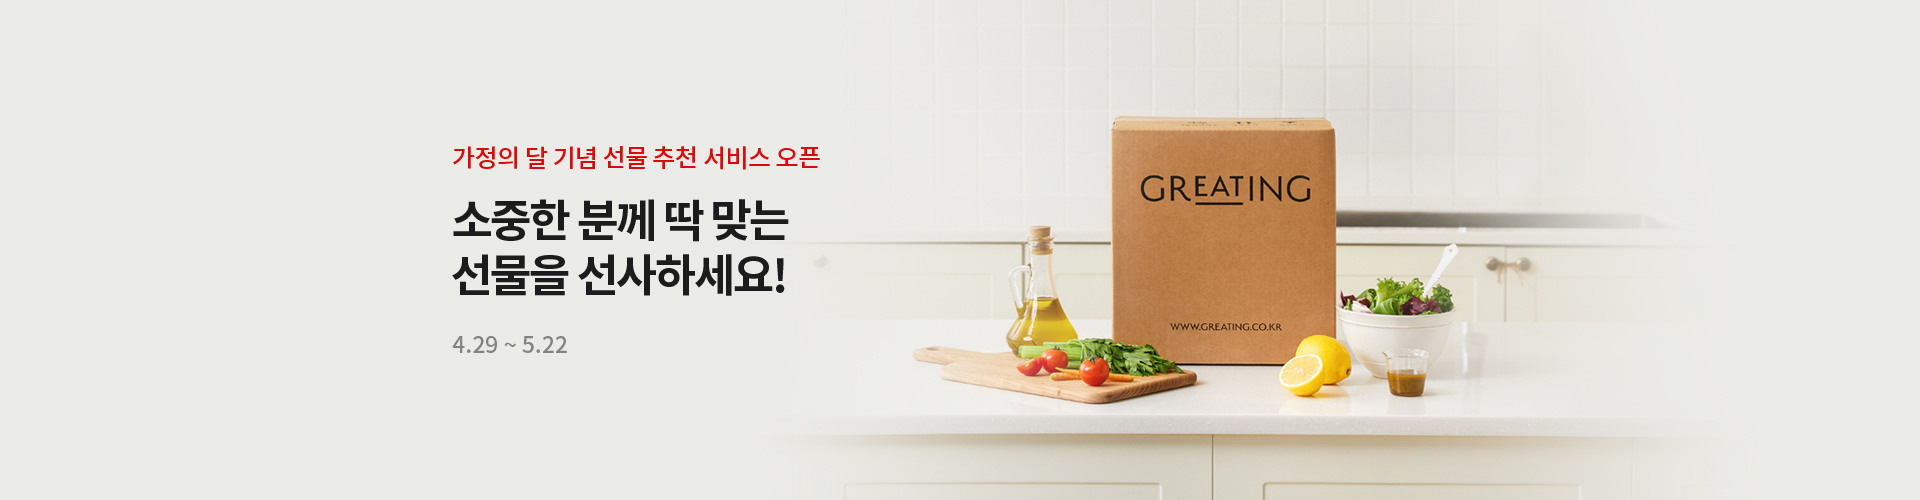 가정의 달 기념 선물 추천 서비스 오픈
소중한 분께 딱 맞는
선물을 선사하세요!
4.29 ~ 5.22
GREATING
WWW.GREATING.CO.KR